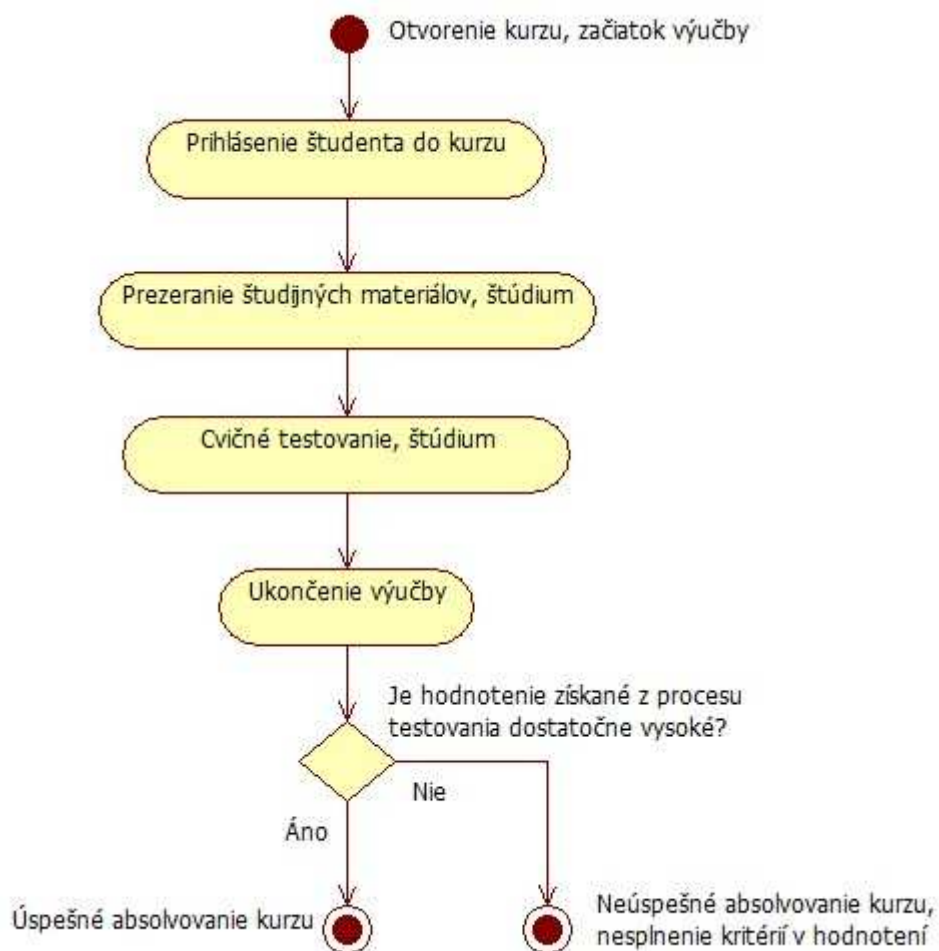 Otvorenie kurzu, začiatok výučby
Prihlásenie študenta do kurzu
Prezeranie študijných materiálov, štúdium
Cvičné testovanie, štúdium
Ukončenie výučby
Je hodnotenie získané z procesu
testovania dostatočne vysoké?
Nie
Áno
Úspešné absolvovanie kurzu
Neúspešné absolvovanie kurzu,
nesplnenie kritérií v hodnotení